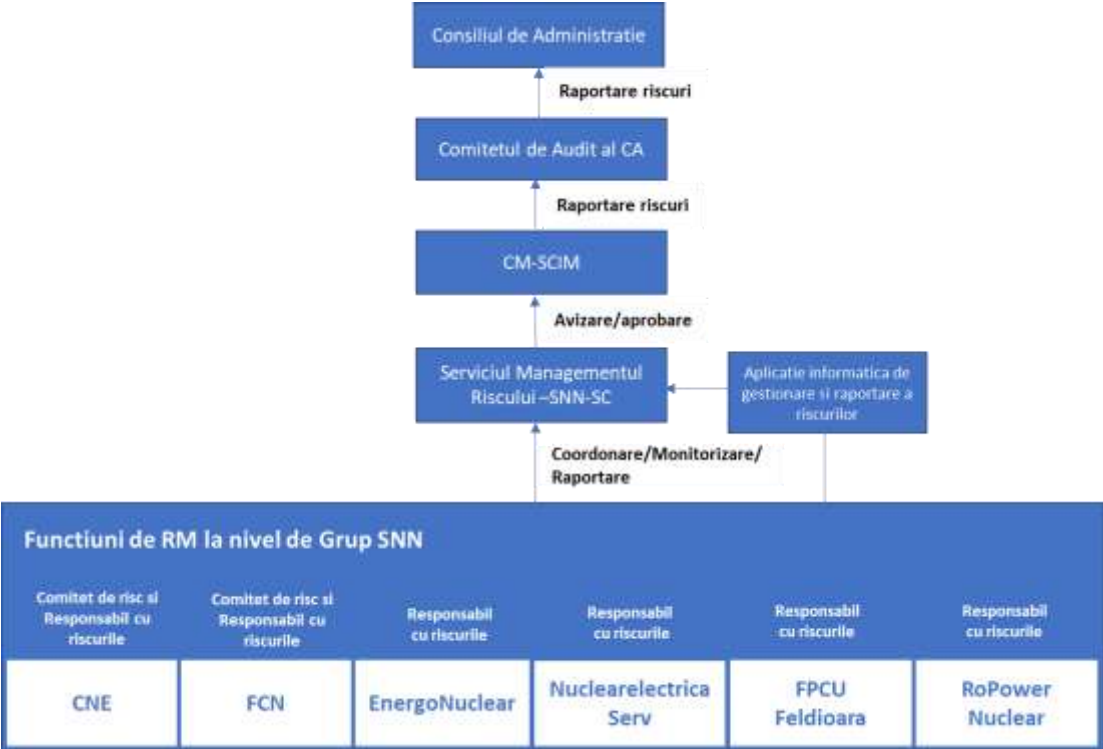 Consiliul de Administratie
Raportare riscuri
Comitetul de Audit al CA
Raportare riscuri
CM-SCIM
Avizare/aprobare
Serviciul Managementul
Riscului –SNN-SC
Aplicatie informatica de
gestionare si raportare a
riscurilor
Coordonare/Monitorizare/
Raportare
Functiuni de RM la nivel de Grup SNN
Comitet de risc si
Responsabil cu
riscurile
Comitet de risc si
Responsabil cu
riscurile
Responsabil
cu riscurile
Responsabil
cu riscurile
Responsabil
cu riscurile
Responsabil
cu riscurile
CNE
FCN
EnergoNuclear
Nuclearelectrica
Serv
FPCU
Feldioara
RoPower
Nuclear